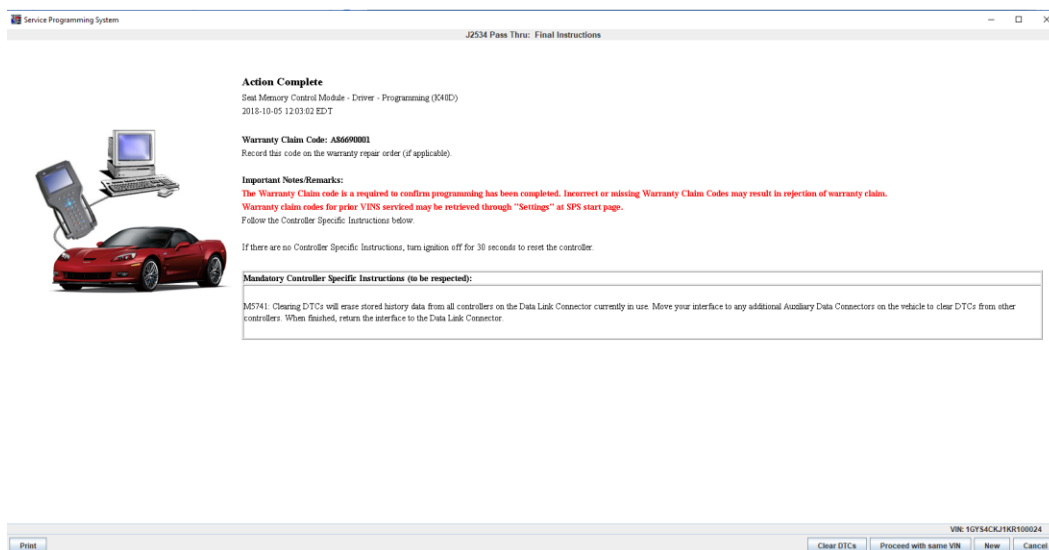 Service Programming System
J2534 Pass Thru: Final Instructions
Action Complete
Seat Memory Control Module - Driver - Programming (K40D)
2018-10-05 12:03:02 EDT
Warranty Claim Code: A86690001
Record this code on the warranty repair order (if applicable).
Important Notes/Remarks:
The Warranty Claim code is a required to confirm programming has been completed. Incorrect or missing Warranty Claim Codes may result in rejection of warranty claim.
Warranty claim codes for prior VINS serviced may be retrieved through "Settings" at SPS start page.
Follow the Controller Specific Instructions below.
If there are no Controller Specific Instructions, turn ignition off for 30 seconds to reset the controller.
Mandatory Controller Specific Instructions (to be respected):
M5741: Clearing DTCs will erase stored history data from all controllers on the Data Link Connector currently in use. Move your interface to any additional Auxiliary Data Connectors on the vehicle to clear DTCs from other
controllers. When finished, return the interface to the Data Link Connector.
VIN: 1GYS4CKJ1KR100024
Print Clear DTCs Proceed with same VIN New Cancel